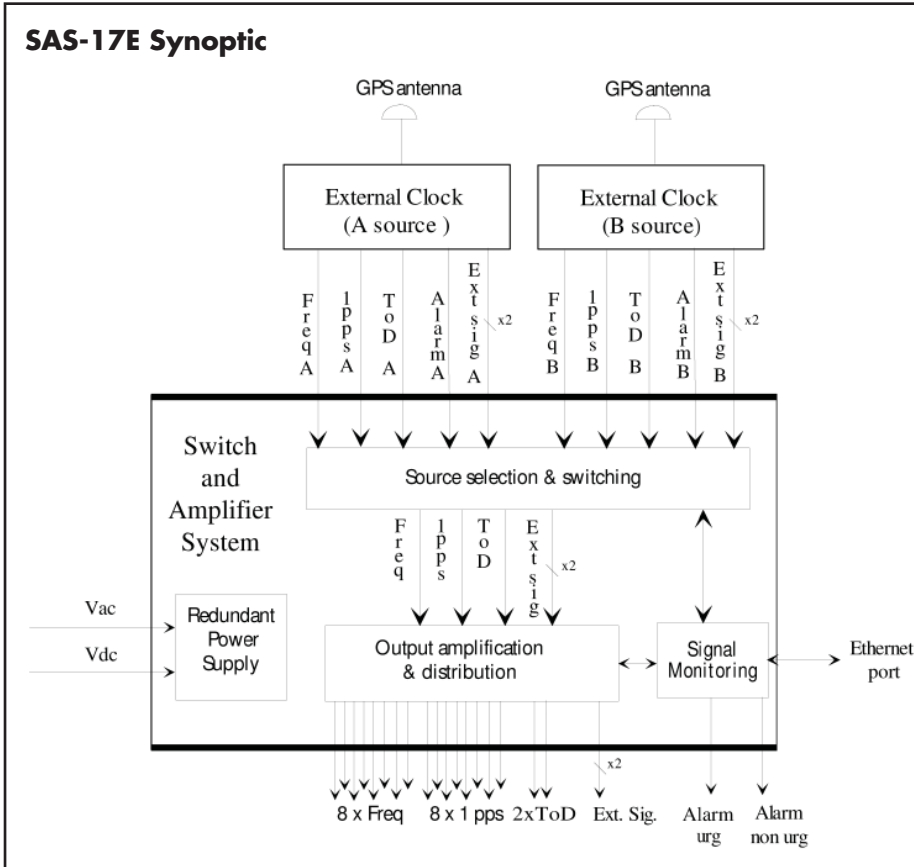 SAS-17E Synoptic
GPS antenna
GPS antenna
External Clock
(A source )
External Clock
(B source)
Freq A
1pps A
ToD A
Alarm A
Ext sig A
x2
Freq B
1pps B
ToD B
Alarm B
Ext sig B
x2
Switch
and
Amplifier
System
Source selection & switching
Freq
1pps
ToD
Ext sig
x2
Vac
Vdc
Redundant
Power
Supply
Output amplification
& distribution
Signal
Monitoring
Ethernet
port
x2
8 x Freq
8 x 1 pps
2xToD
Ext. Sig.
Alarm
urg
Alarm
non urg